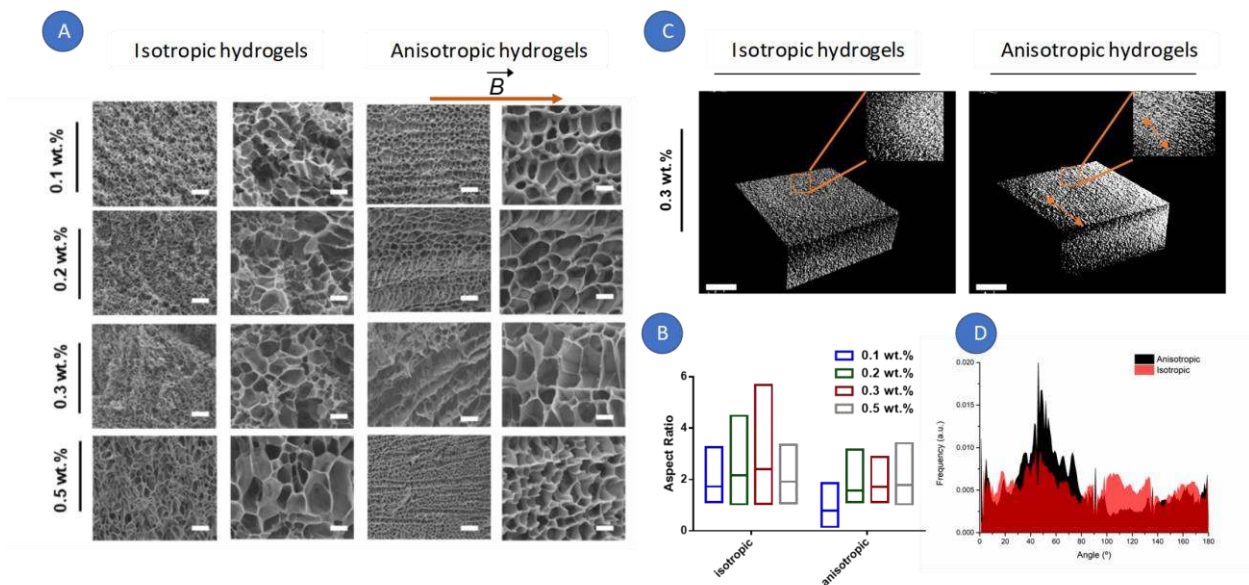 A
Isotropic hydrogels
Anisotropic hydrogels
B
0.1 wt.%
0.2 wt.%
0.3 wt.%
0.5 wt.%
C
Isotropic hydrogels
Anisotropic hydrogels
0.3 wt.%
B
0.1 wt.%
0.2 wt.%
0.3 wt.%
0.5 wt.%
6
4
2
0
Aspect Ratio
isotropic
anisotropic
D
Anisotropic
Isotropic
0.020
0.015
0.010
0.005
0.000
Frequency (a.u.)
0 20 40 60 80 100 120 140 160 180
Angle (º)